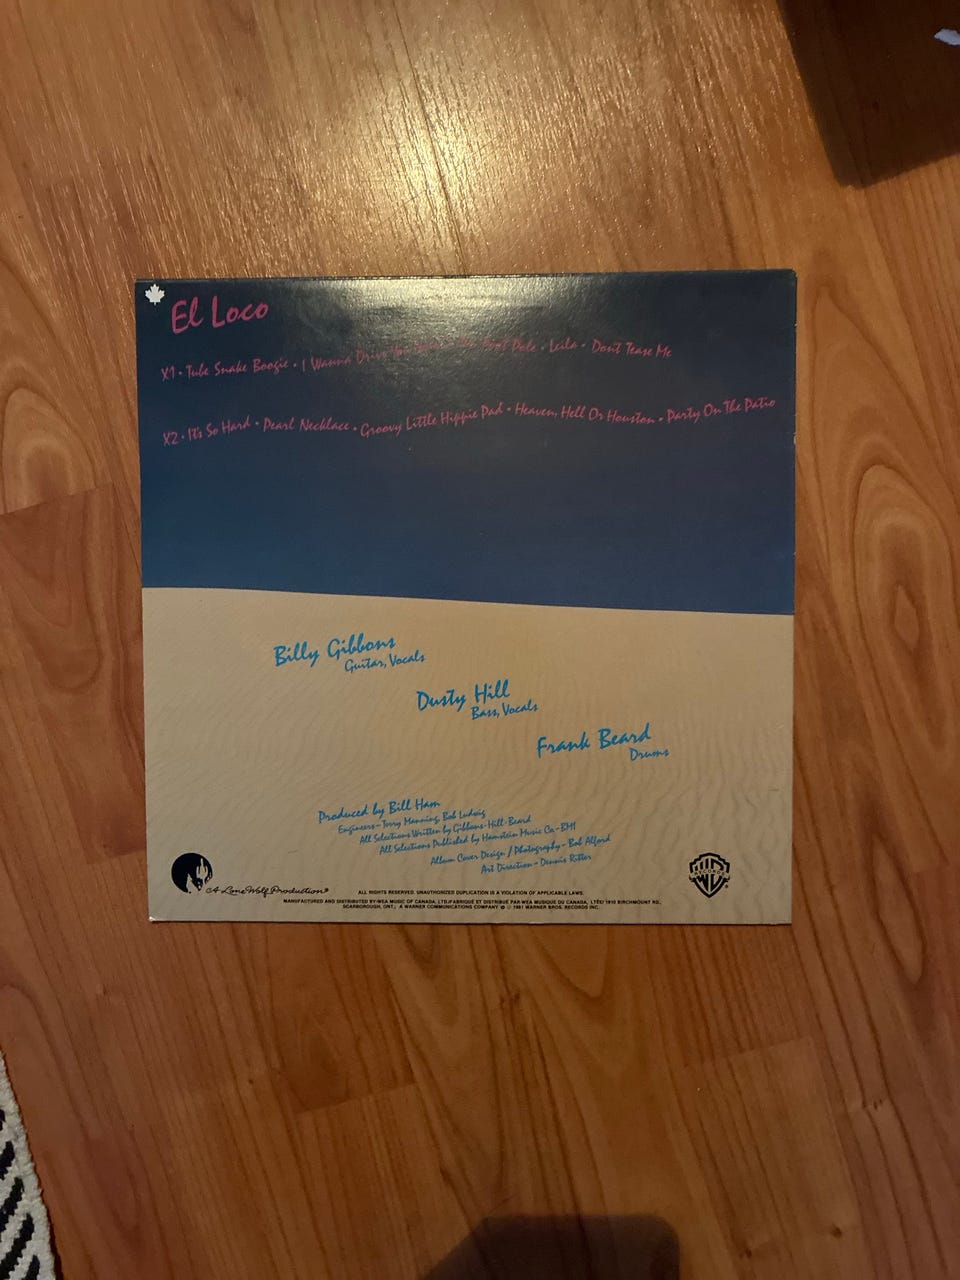 El Loco
X1 • Tube Snake Boogie • I Wanna Drive You Pole • Leila • Don't Tease Me
X2 • It's So Hard • Pearl Necklace • Groovy Little Hippie Pad • Heaven, Hell Or Houston • Party On The Patio
Billy Gibbons
Guitar, Vocals
Dusty Hill
Bass, Vocals
Frank Beard
Drums
Produced by Bill Ham
Engineers - Terry Manning, Bob Ludwig
All Selections Written by Gibbons-Hill-Beard
All Selections Published by Hamstein Music Co - BMI
Album Cover Design / Photography - Bob Alford
Art Direction - Dennis Ritter
A Lone Wolf Production
WB
RECORDS
ALL RIGHTS RESERVED. UNAUTHORIZED DUPLICATION IS A VIOLATION OF APPLICABLE LAWS.
MANUFACTURED AND DISTRIBUTED BY/WEA MUSIC OF CANADA, LTD./FABRIQUÉ ET DISTRIBUÉ PAR/WEA MUSIQUE DU CANADA, LTÉE/ 1810 BIRCHMOUNT RD.,
SCARBOROUGH, ONT.; A WARNER COMMUNICATIONS COMPANY ℗ © 1981 WARNER BROS. RECORDS INC.